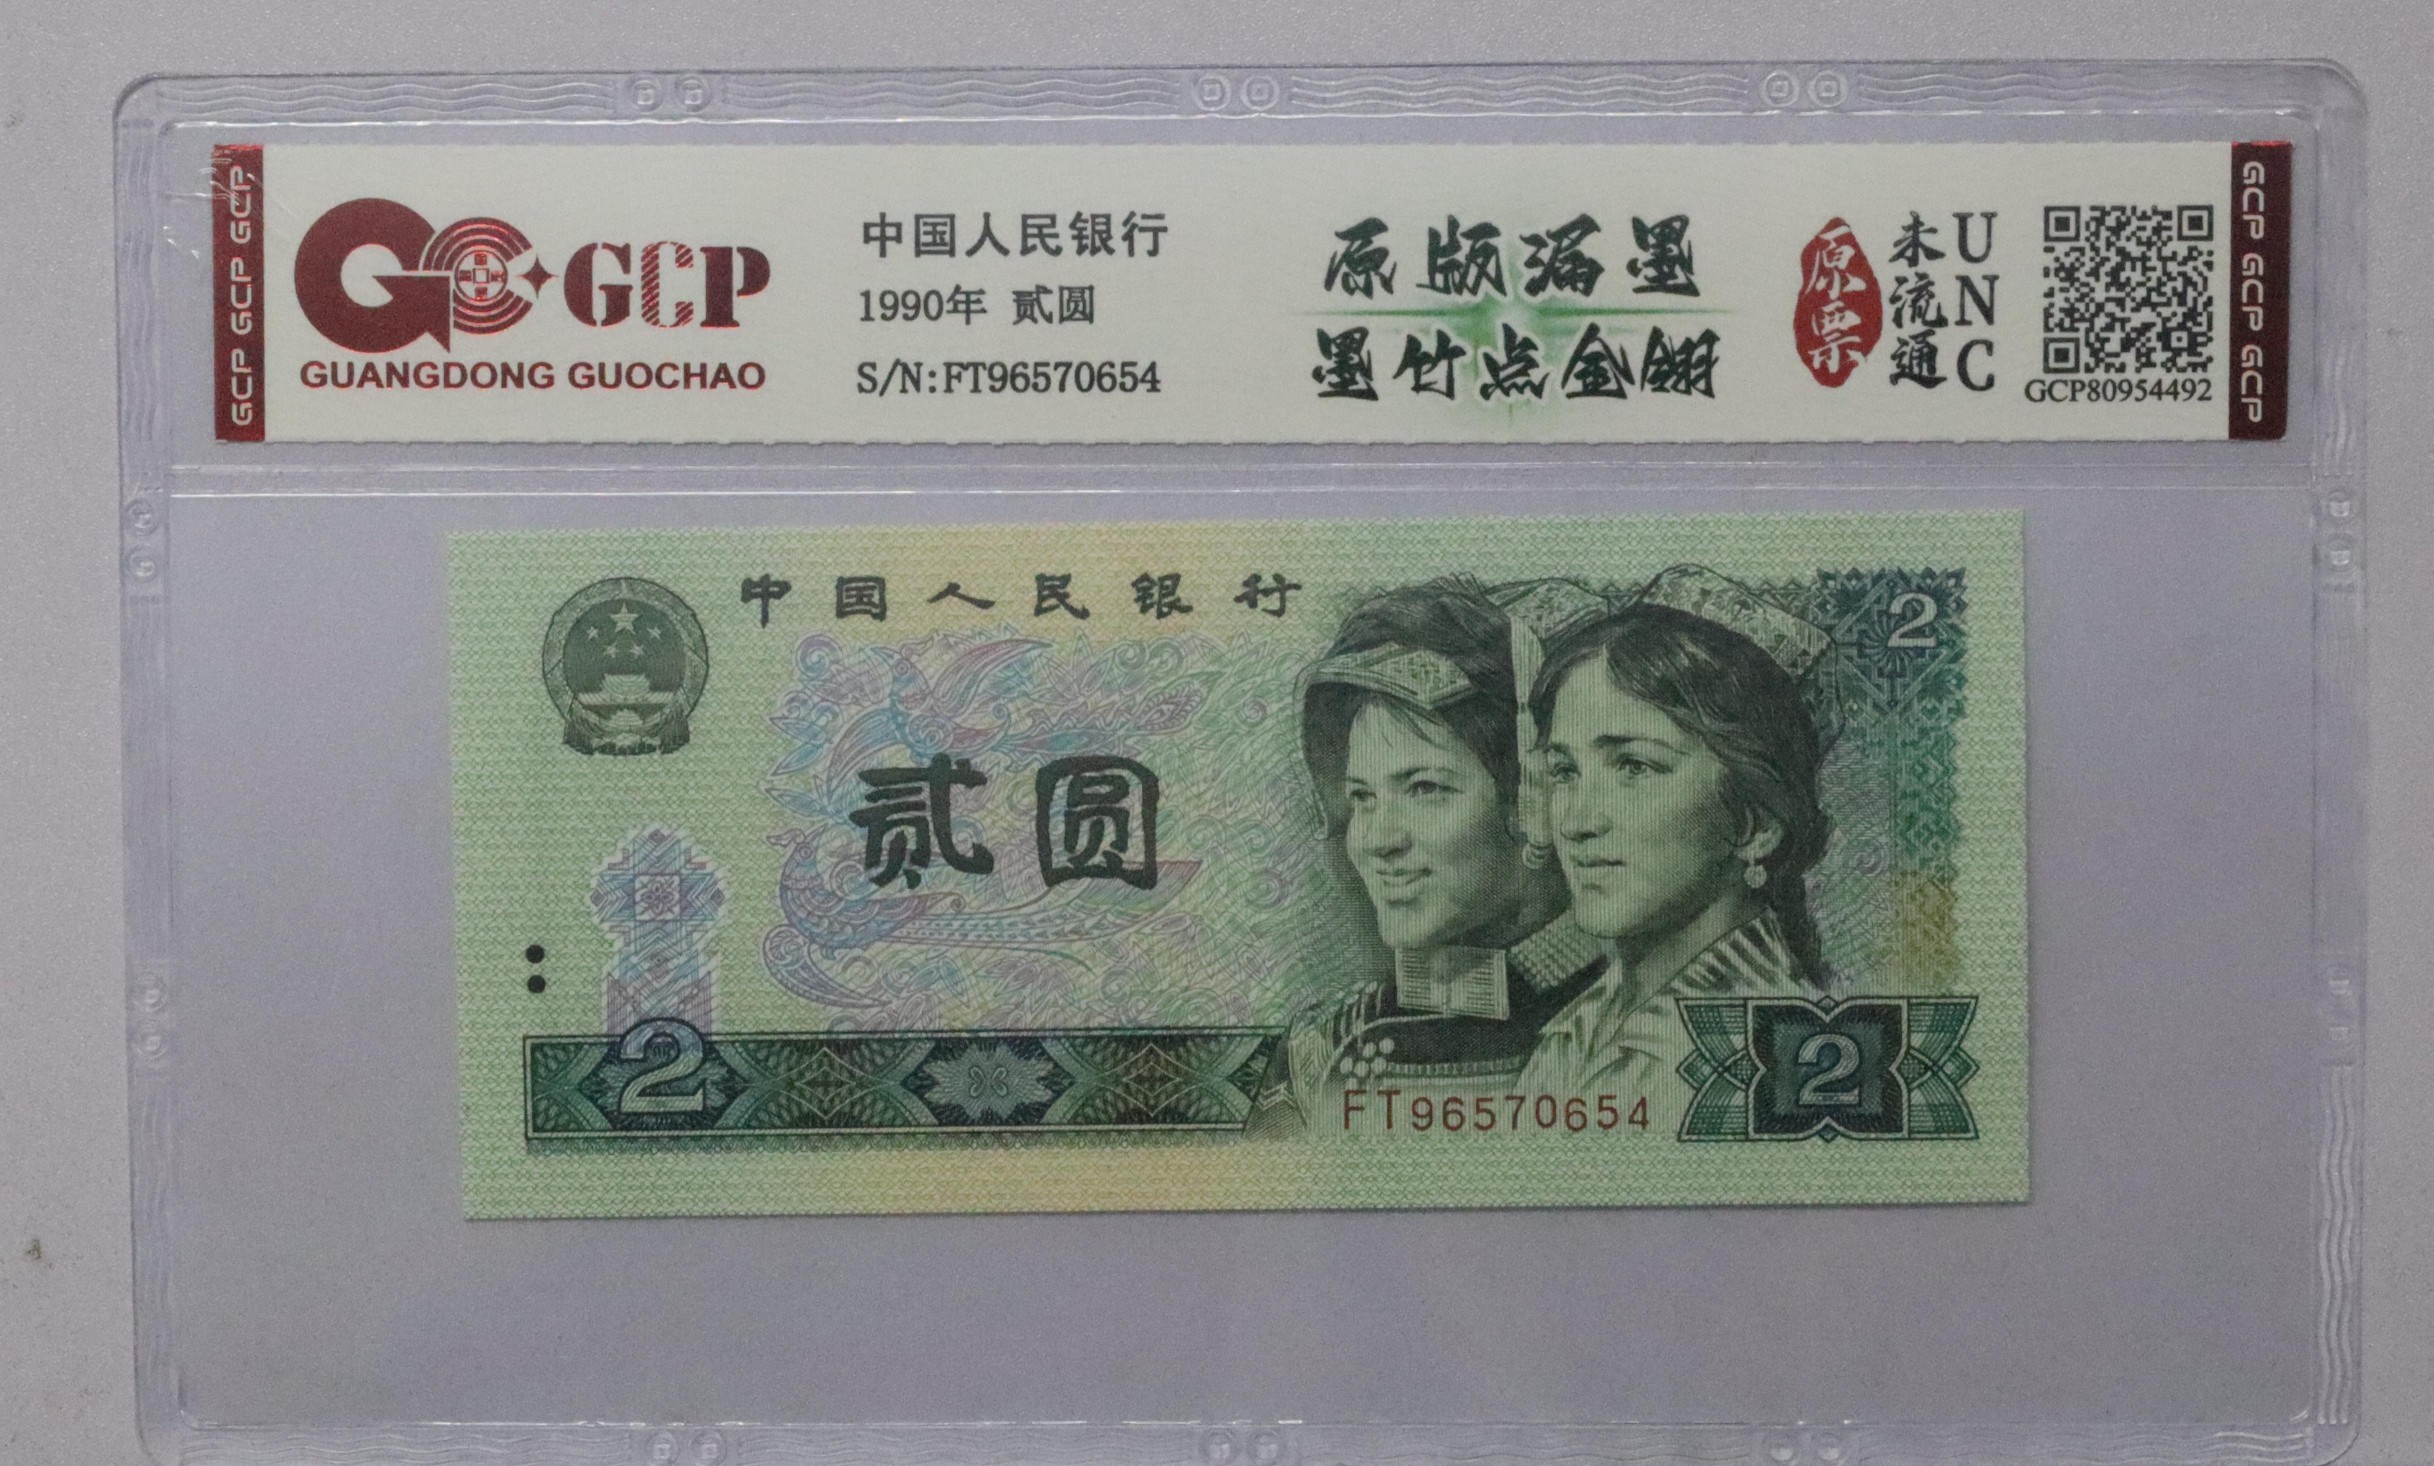 GCP GCP GCP
GCP
GUANGDONG GUOCHAO
中国人民银行
1990年 贰圆
S/N:FT96570654
原版漏墨
墨竹点金翎
原票
未流通
UNC
GCP80954492
GCP GCP GCP
中国人民银行
2
贰圆
2
FT96570654
2